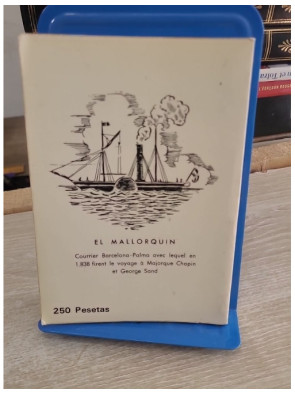 EL MALLORQUIN
Courrier Barcelona-Palma avec lequel en
1.838 firent le voyage à Majorque Chopin
et George Sand
250 Pesetas